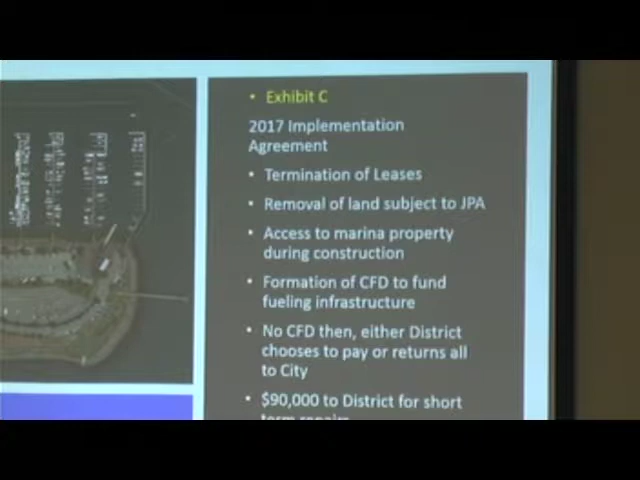 • Exhibit C
2017 Implementation
Agreement
• Termination of Leases
• Removal of land subject to JPA
• Access to marina property
during construction
• Formation of CFD to fund
fueling infrastructure
• No CFD then, either District
chooses to pay or returns all
to City
• $90,000 to District for short
term repairs